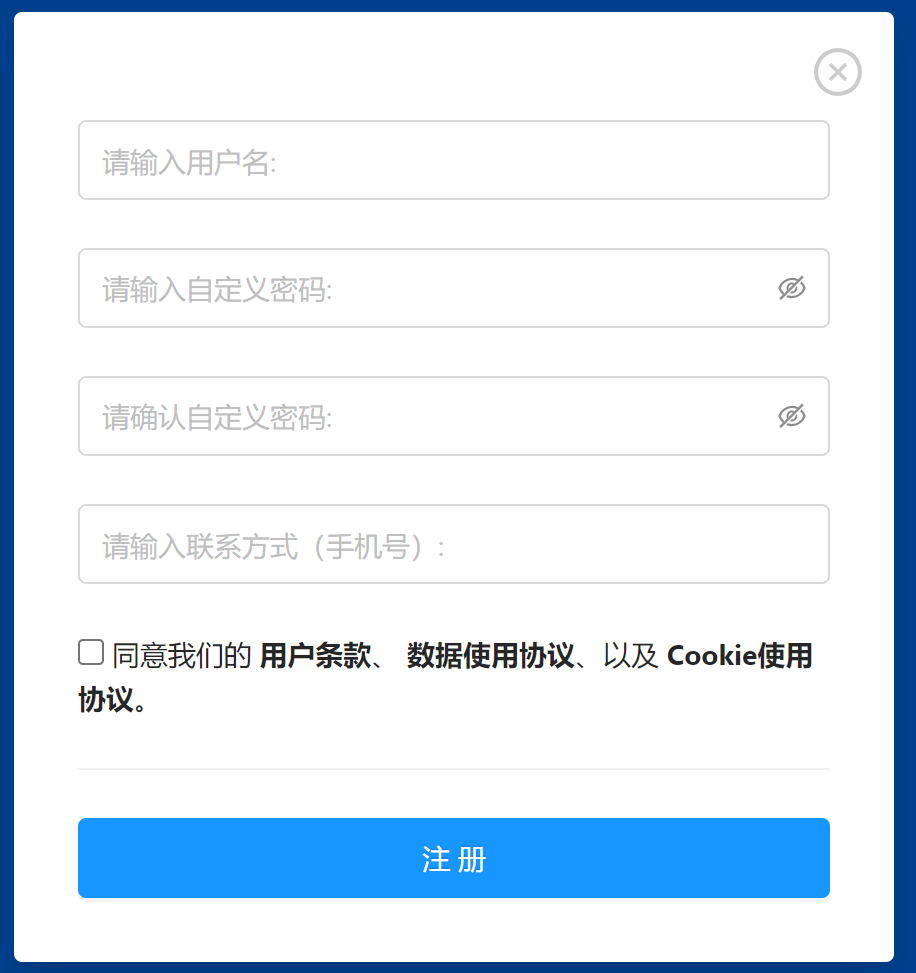 请输入用户名:
请输入自定义密码:
请确认自定义密码:
请输入联系方式（手机号）:
同意我们的 用户条款、 数据使用协议、以及 Cookie使用
协议。
注 册